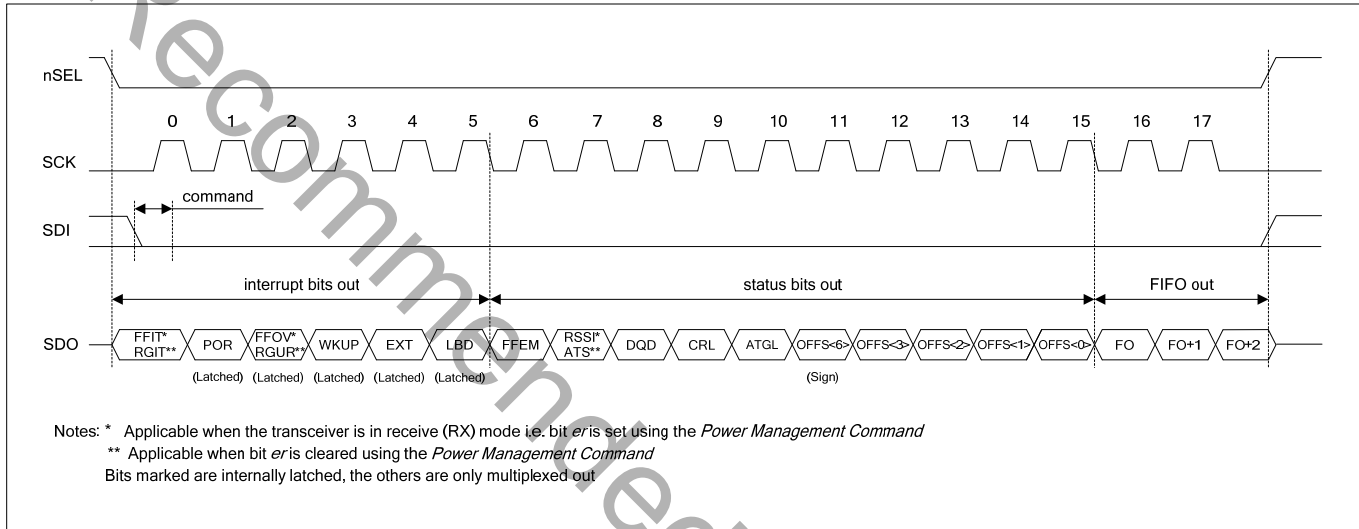 Recommended
nSEL
0 1 2 3 4 5 6 7 8 9 10 11 12 13 14 15 16 17
SCK
command
SDI
interrupt bits out status bits out FIFO out
SDO
FFIT*
RGIT**
POR
FFOV*
RGUR**
WKUP
EXT
LBD
FFEM
RSSI*
ATS**
DQD
CRL
ATGL
OFFS<6>
OFFS<3>
OFFS<2>
OFFS<1>
OFFS<0>
FO
FO+1
FO+2
(Latched) (Latched) (Latched) (Latched) (Latched) (Sign)
Notes: * Applicable when the transceiver is in receive (RX) mode i.e. bit er is set using the Power Management Command
** Applicable when bit er is cleared using the Power Management Command
Bits marked are internally latched, the others are only multiplexed out